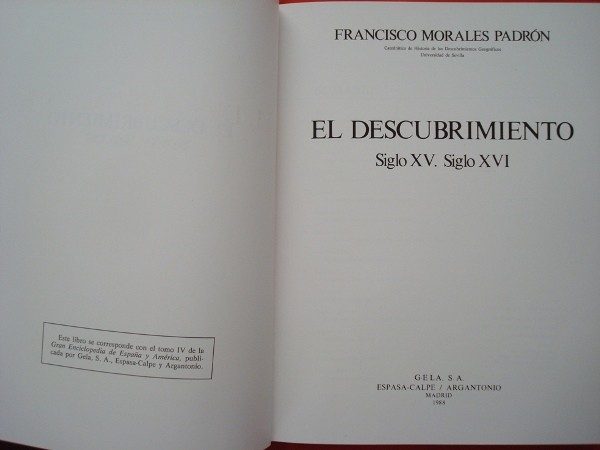 Este libro se corresponde con el tomo IV de la
Gran Enciclopedia de España y América, publi-
cada por Gela, S. A., Espasa-Calpe y Argantonio.
FRANCISCO MORALES PADRÓN
Catedrático de Historia de los Descubrimientos Geográficos
Universidad de Sevilla
EL DESCUBRIMIENTO
Siglo XV. Siglo XVI
GELA, S. A.
ESPASA-CALPE / ARGANTONIO
MADRID
1988